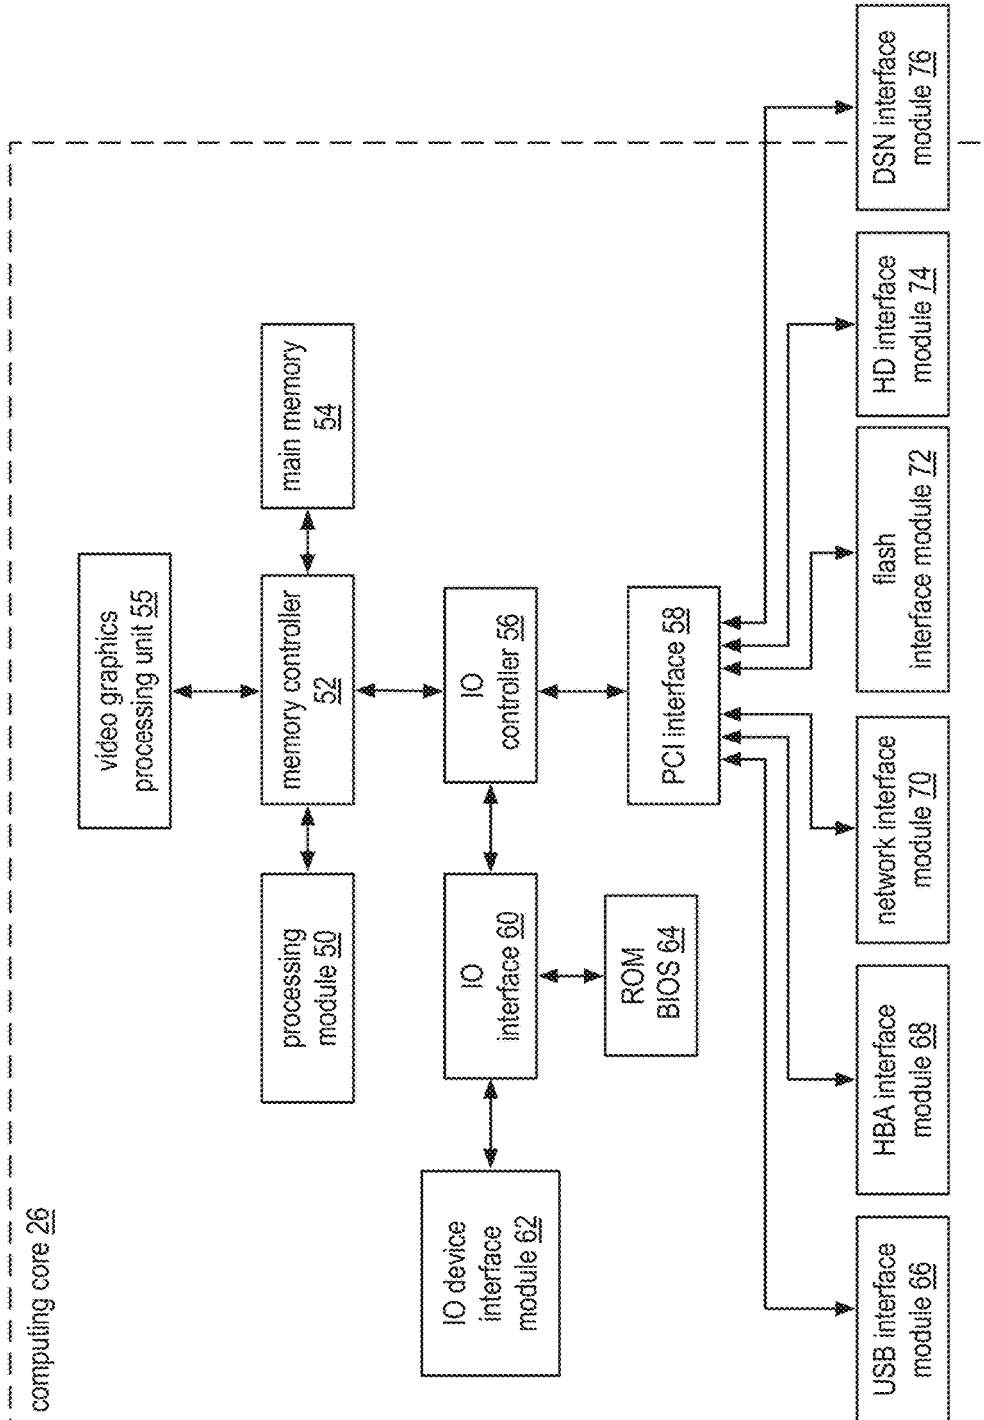 computing core 26
video graphics
processing unit 55
processing
module 50
memory controller
52
main memory
54
IO device
interface
module 62
IO
interface 60
IO
controller 56
ROM
BIOS 64
PCI interface 58
USB interface
module 66
HBA interface
module 68
network interface
module 70
flash
interface module 72
HD interface
module 74
DSN interface
module 76